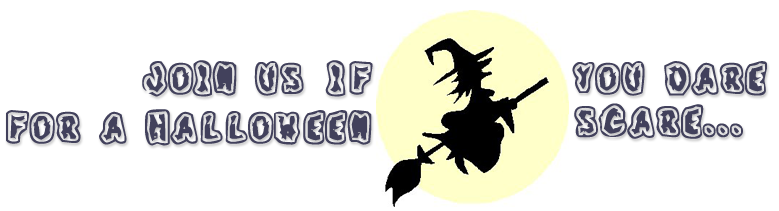 JOIN US IF YOU DARE
FOR A HALLOWEEN SCARE...